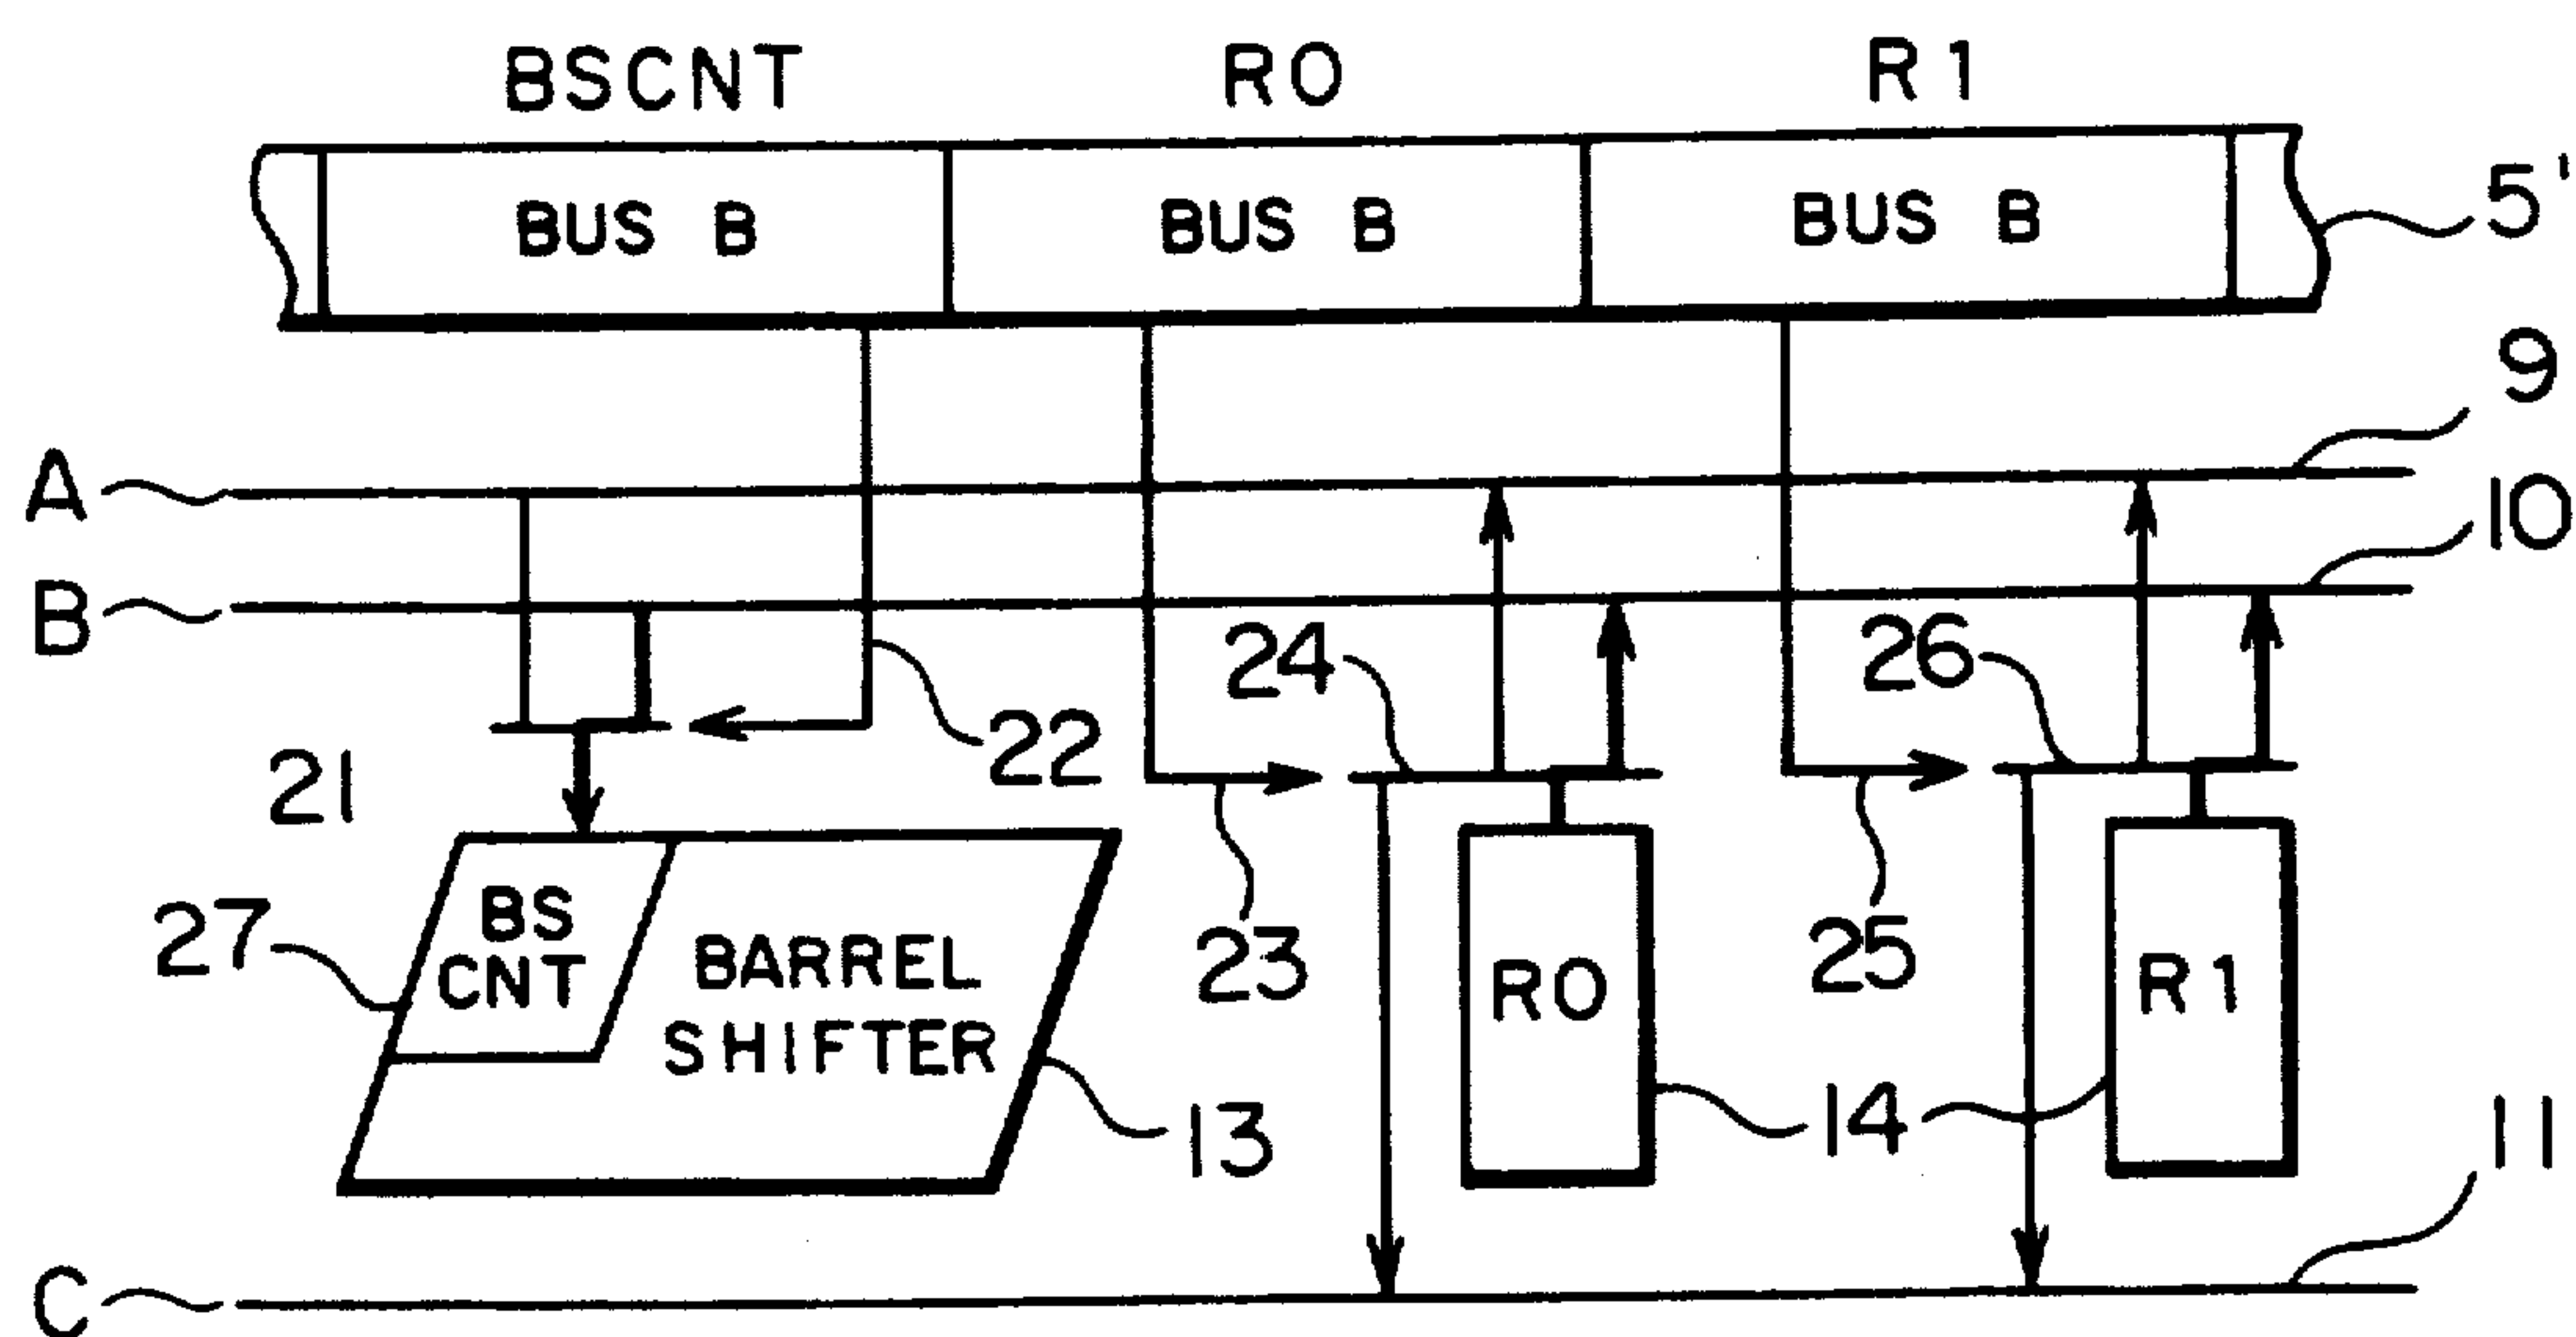 BSCNT R0 R1
BUS B BUS B BUS B 5'
9
A
10
B
24 26
22
21
27 BS CNT BARREL SHIFTER 23 R0 25 R1
13 14 11
C